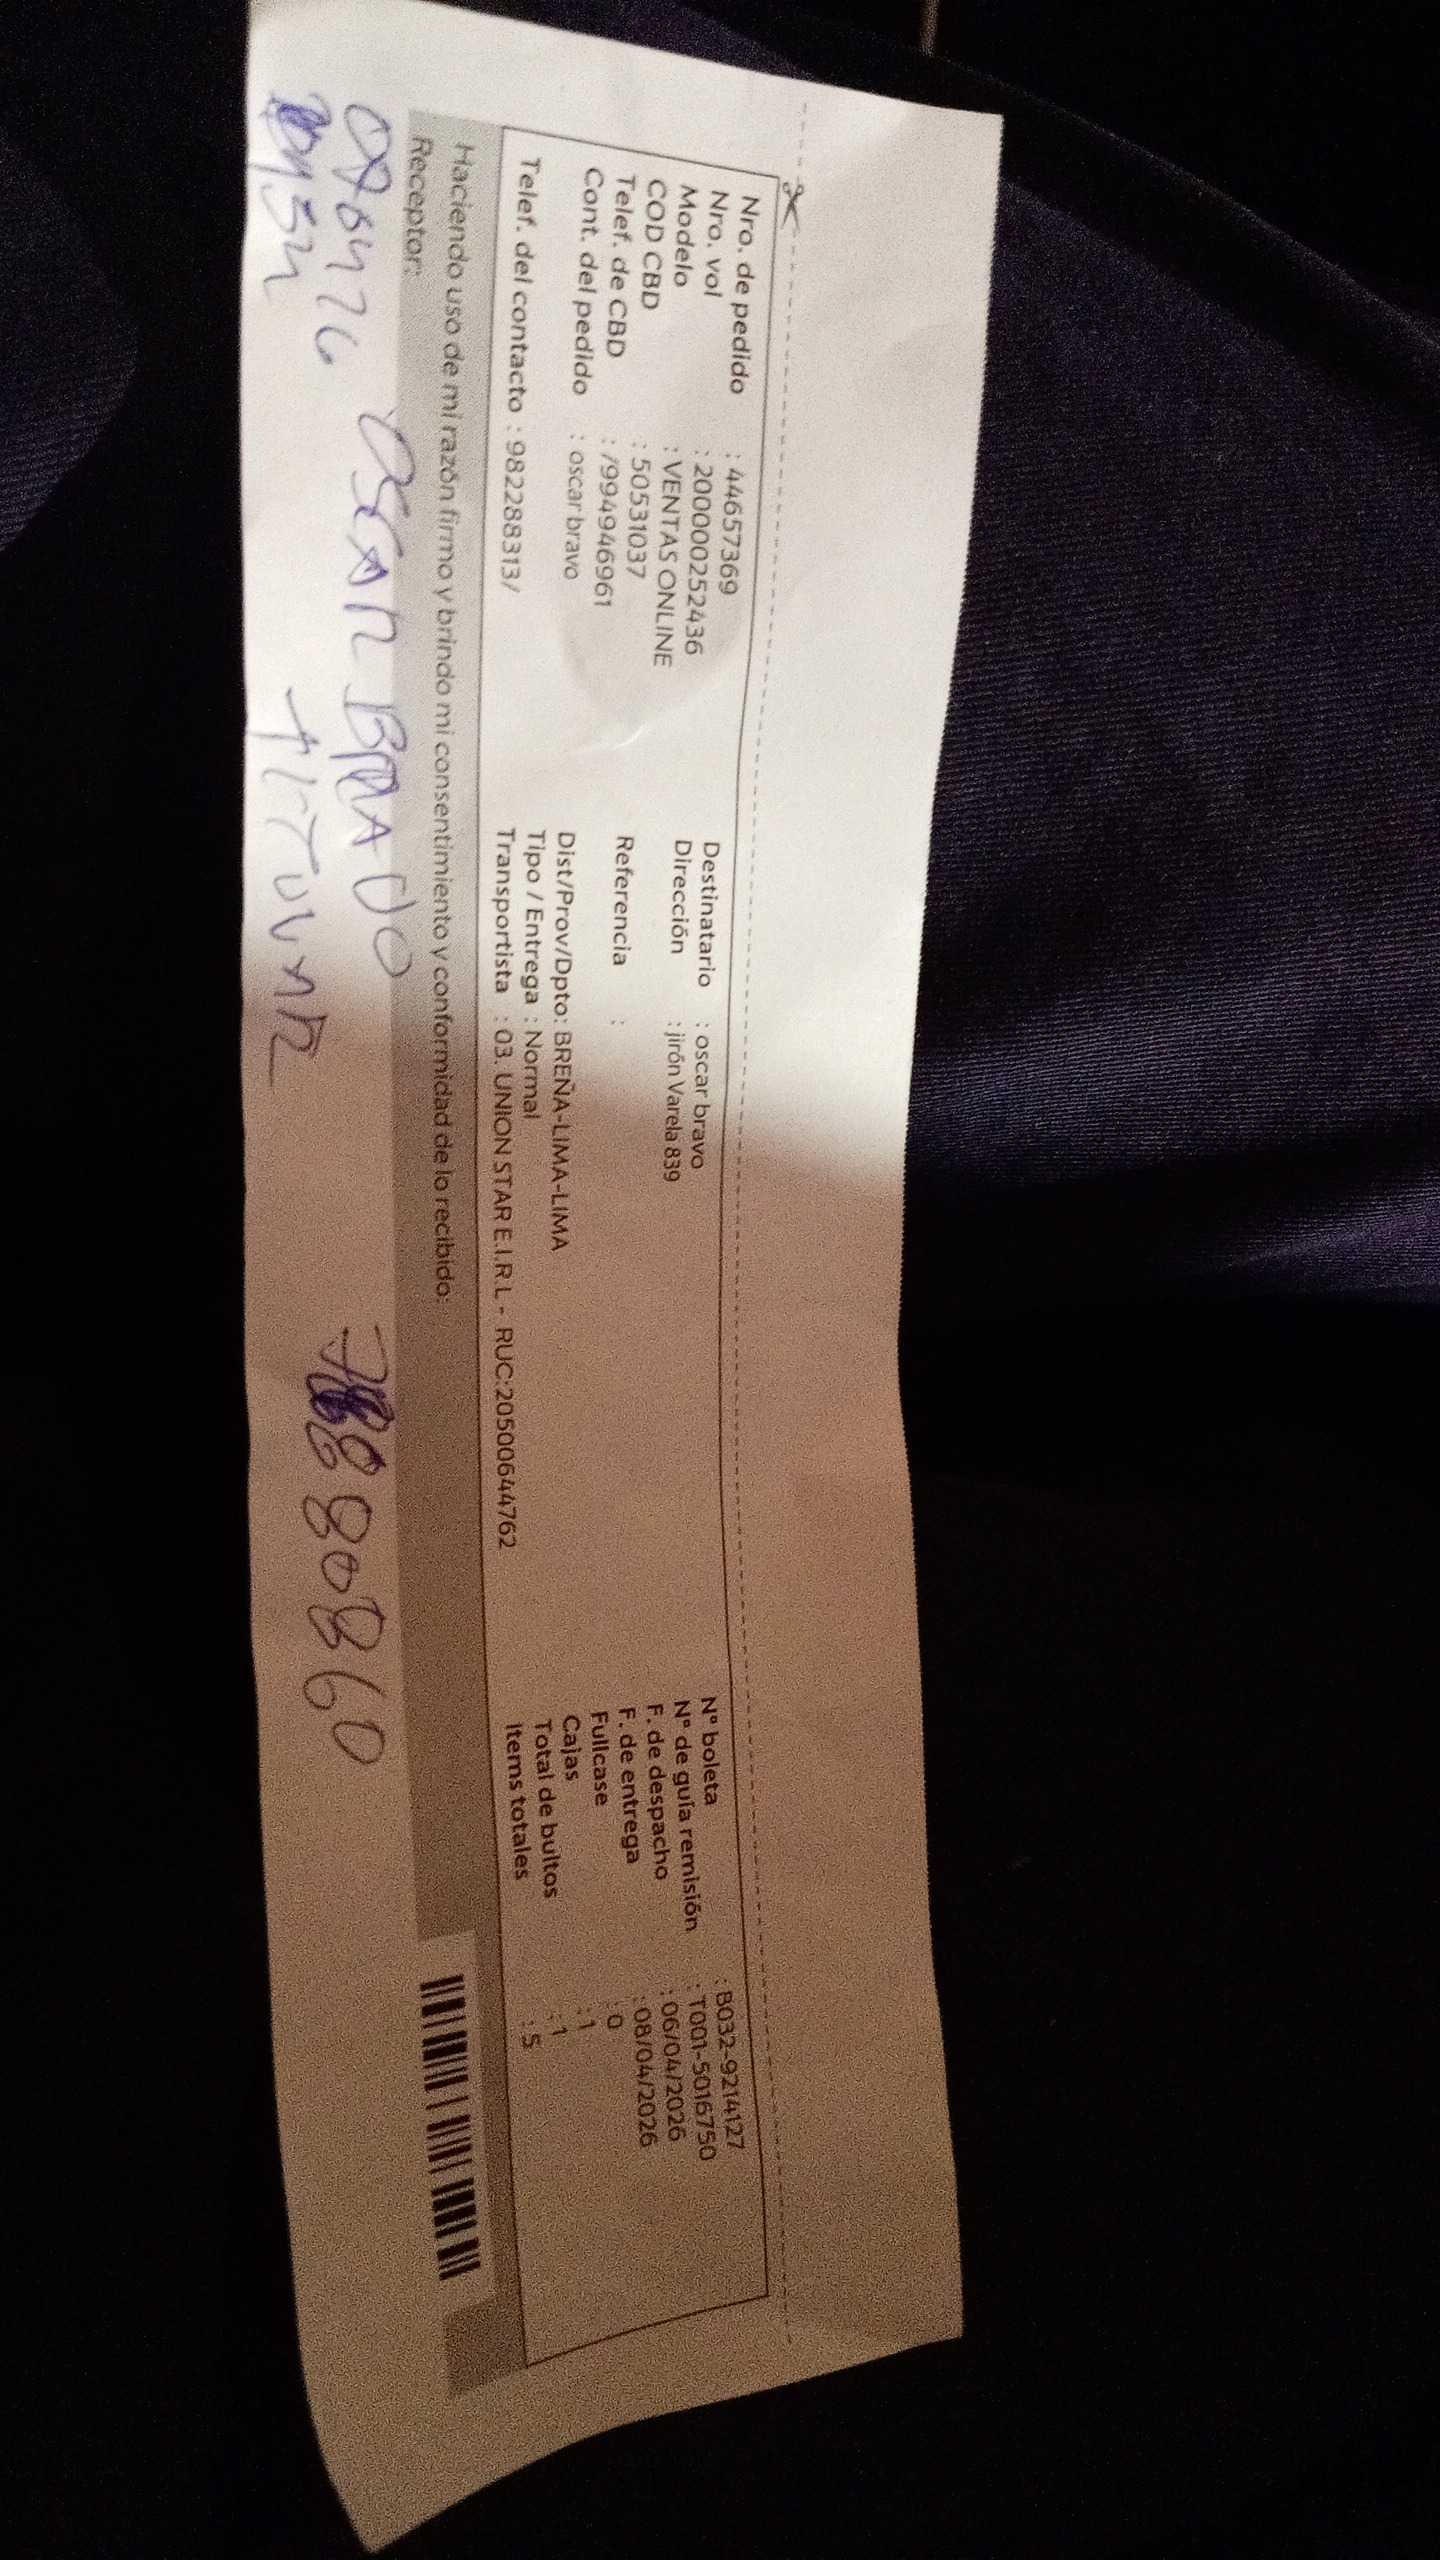 Nro. de pedido : 44657369
Nro. vol : 20000025 2436
Modelo : VENTAS ONLINE
COD CBD : 50531037
Telef. de CBD : /994946961
Cont. del pedido : oscar bravo
Telef. del contacto : 982288313/
Destinatario : oscar bravo
Dirección : jirón Varela 839
Referencia :
Dist/Prov/Dpto: BREÑA-LIMA-LIMA
Tipo / Entrega : Normal
Transportista : 03. UNION STAR E.I.R.L - RUC:20500644762
Nº boleta : B032-9214127
Nº de guía remisión : T001-5016750
F. de despacho : 06/04/2026
F. de entrega : 08/04/2026
Fullcase : 0
Cajas : 1
Total de bultos : 1
Items totales : 5
Haciendo uso de mi razón firmo y brindo mi consentimiento y conformidad de lo recibido:
Receptor:
OSCAR BRAVO